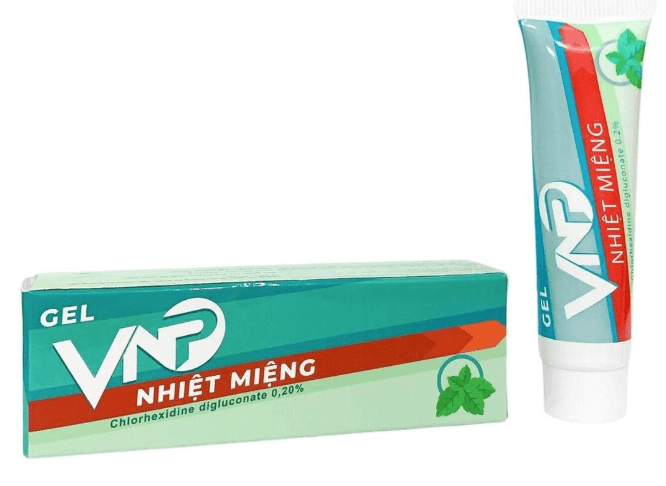 GEL
VNP
NHIỆT MIỆNG
Chlorhexidine digluconate 0,20%
GEL
VNP
NHIỆT MIỆNG
Chlorhexidine digluconate 0.2%